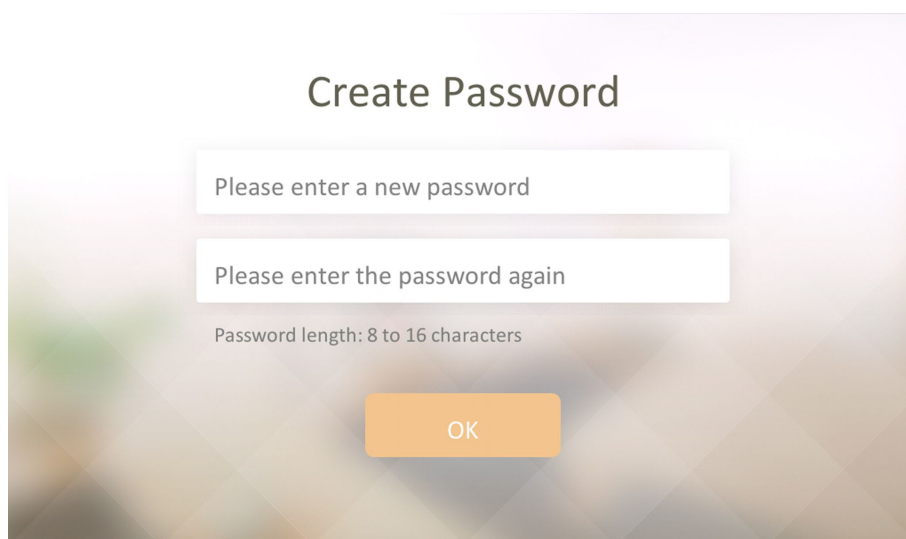 Create Password
Please enter a new password
Please enter the password again
Password length: 8 to 16 characters
OK